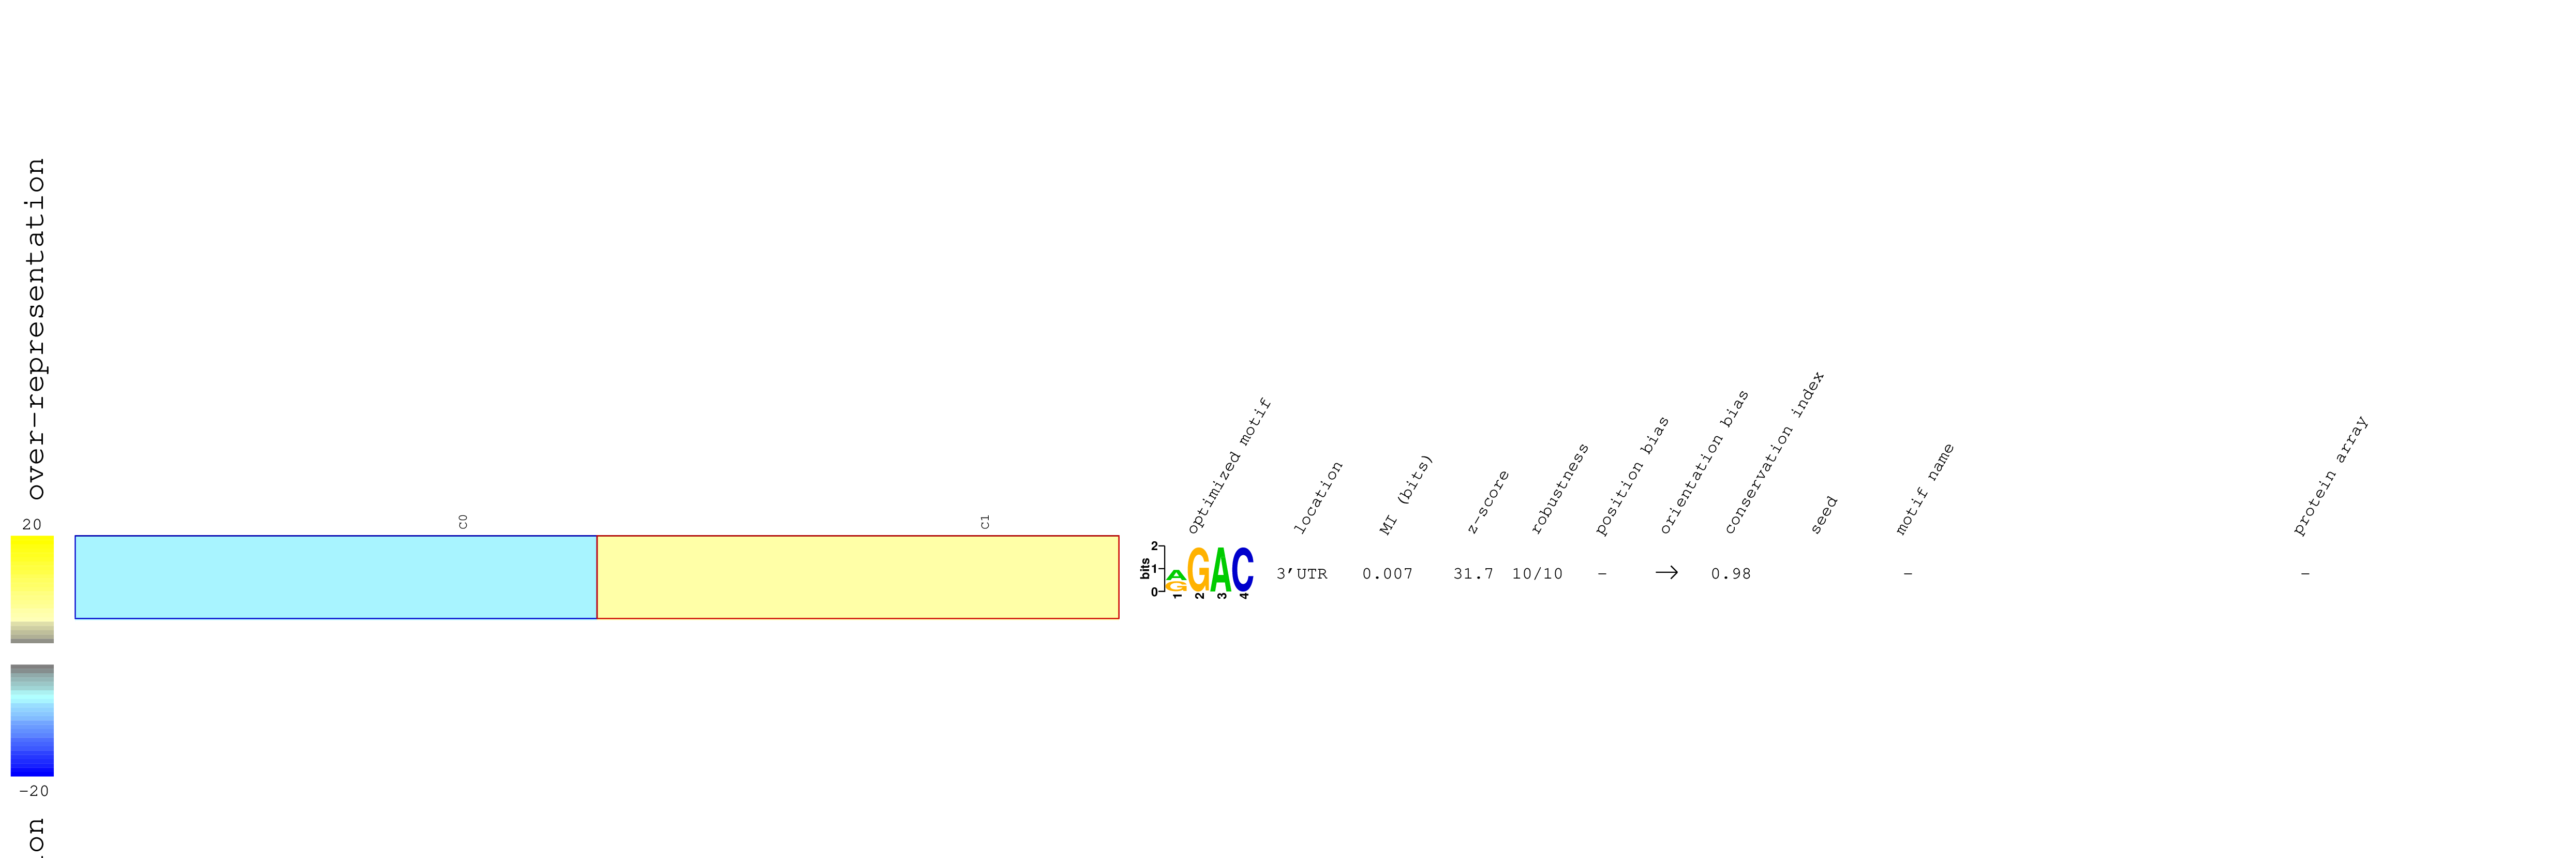 over-representation
20
-20
C0
C1
optimized motif
location
MI (bits)
z-score
robustness
position bias
orientation bias
conservation index
seed
motif name
protein array
bits
2
1
0
AGGAC
1 2 3 4
3'UTR 0.007 31.7 10/10 - → 0.98 - -